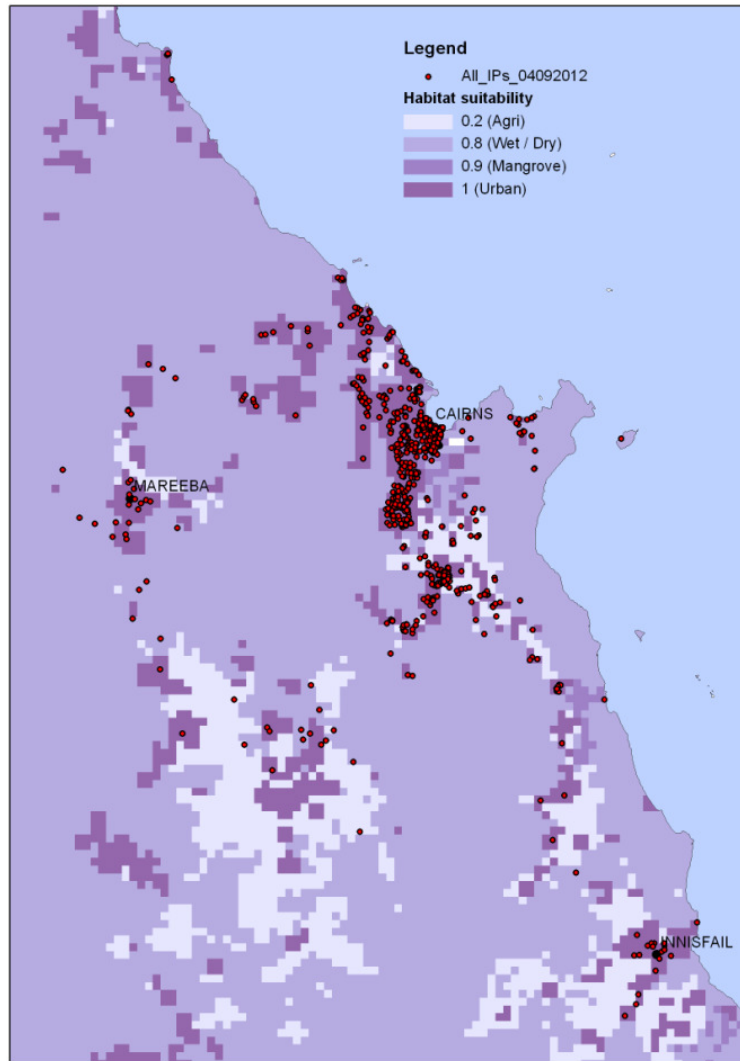 Legend
All_IPs_04092012
Habitat suitability
0.2 (Agri)
0.8 (Wet / Dry)
0.9 (Mangrove)
1 (Urban)
CAIRNS
MAREEBA
INNISFAIL